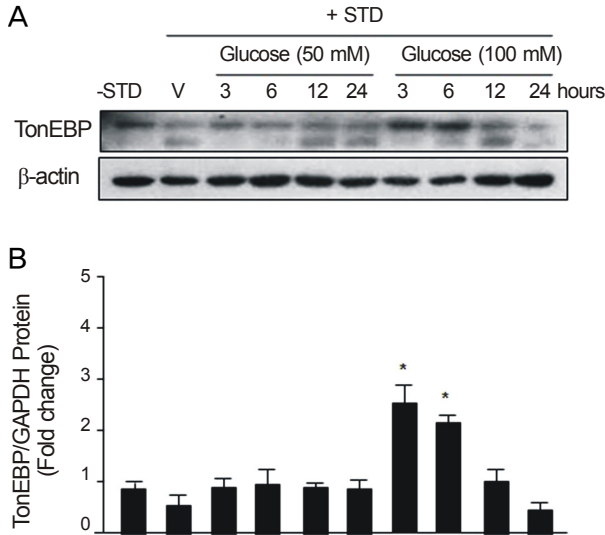 A
+ STD
Glucose (50 mM) Glucose (100 mM)
-STD V 3 6 12 24 3 6 12 24 hours
TonEBP
β-actin
B
TonEBP/GAPDH Protein
(Fold change)
5
4
3
2
1
0
*
*